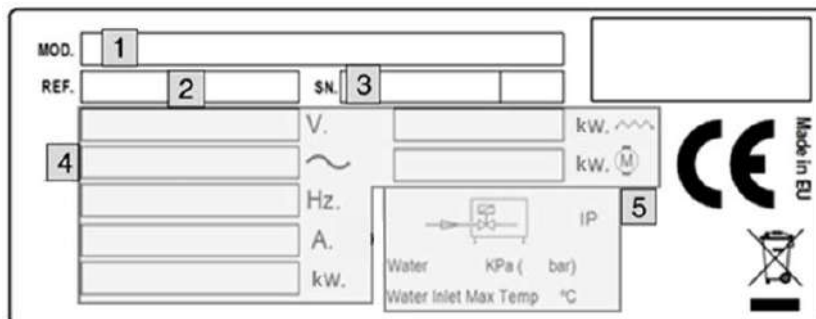 MOD. 1
REF. 2 SN. 3
V. kw.
4 kw. M
Hz.
A.
kw.
5
IP
Water KPa ( bar)
Water Inlet Max Temp °C
CE
Made in EU